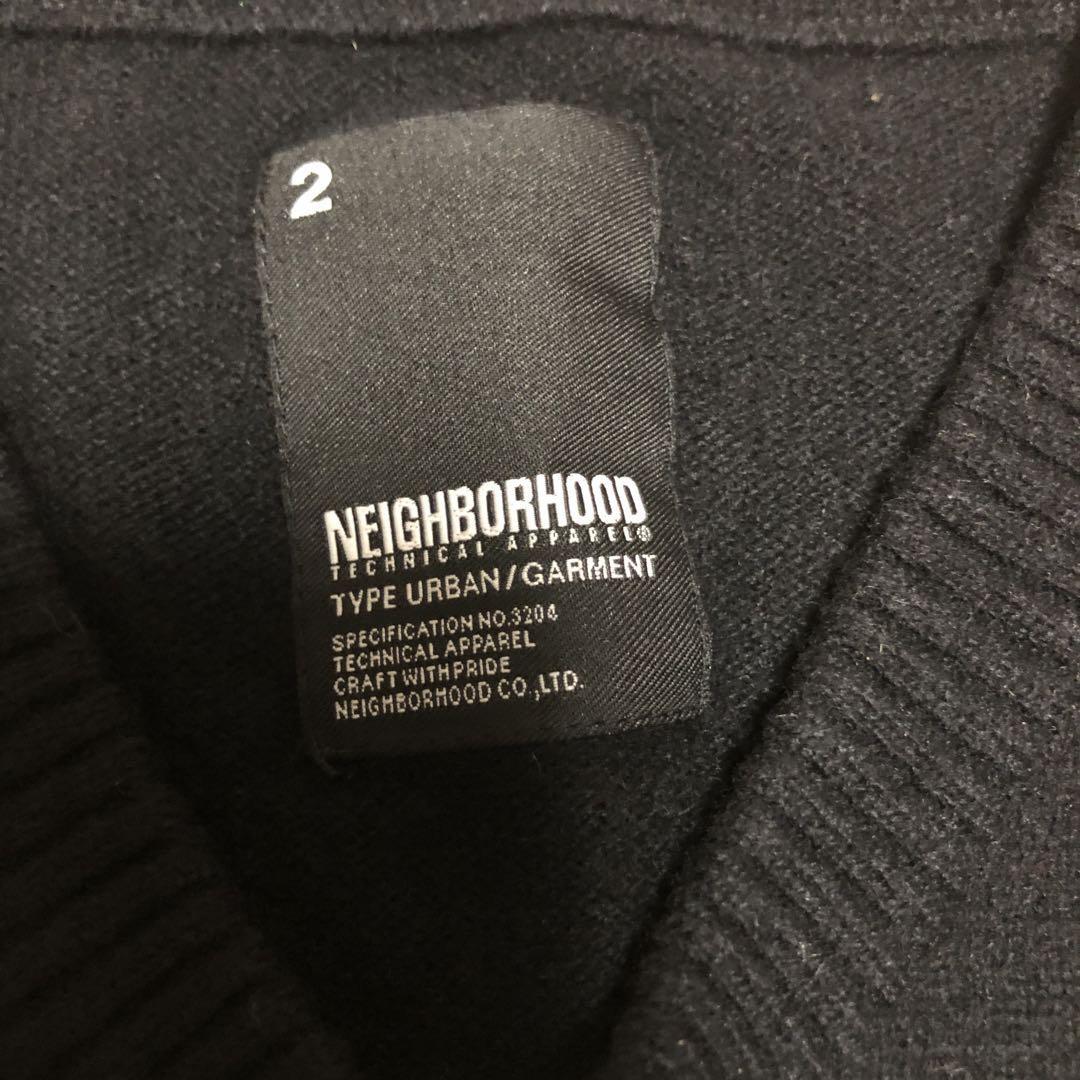 2
NEIGHBORHOOD
TECHNICAL APPAREL®
TYPE URBAN/GARMENT
SPECIFICATION NO.3204
TECHNICAL APPAREL
CRAFT WITH PRIDE
NEIGHBORHOOD CO.,LTD.